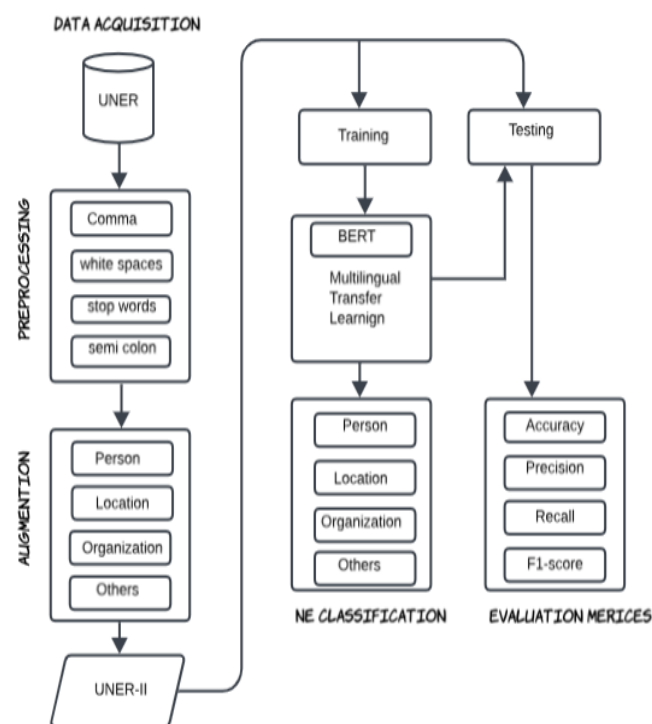 DATA ACQUISITION
UNER
PREPROCESSING
Comma
white spaces
stop words
semi colon
AUGMENTION
Person
Location
Organization
Others
UNER-II
Training
Testing
BERT
Multilingual
Transfer
Learnign
Person
Location
Organization
Others
NE CLASSIFICATION
Accuracy
Precision
Recall
F1-score
EVALUATION MERICES